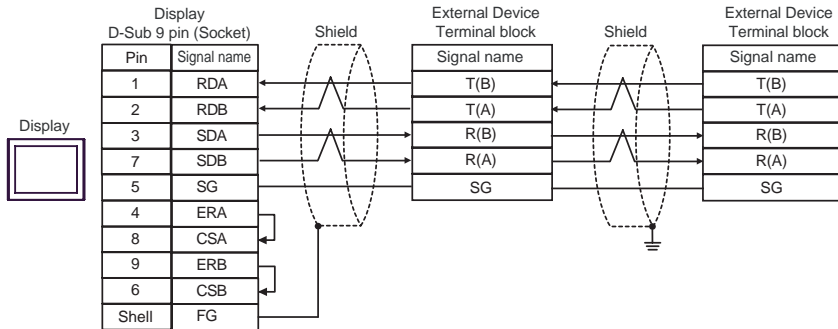 Display
D-Sub 9 pin (Socket)
Shield
External Device
Terminal block
Shield
External Device
Terminal block
Pin Signal name
Signal name
Signal name
1 RDA T(B) T(B)
2 RDB T(A) T(A)
Display
3 SDA R(B) R(B)
7 SDB R(A) R(A)
5 SG SG SG
4 ERA
8 CSA
9 ERB
6 CSB
Shell FG